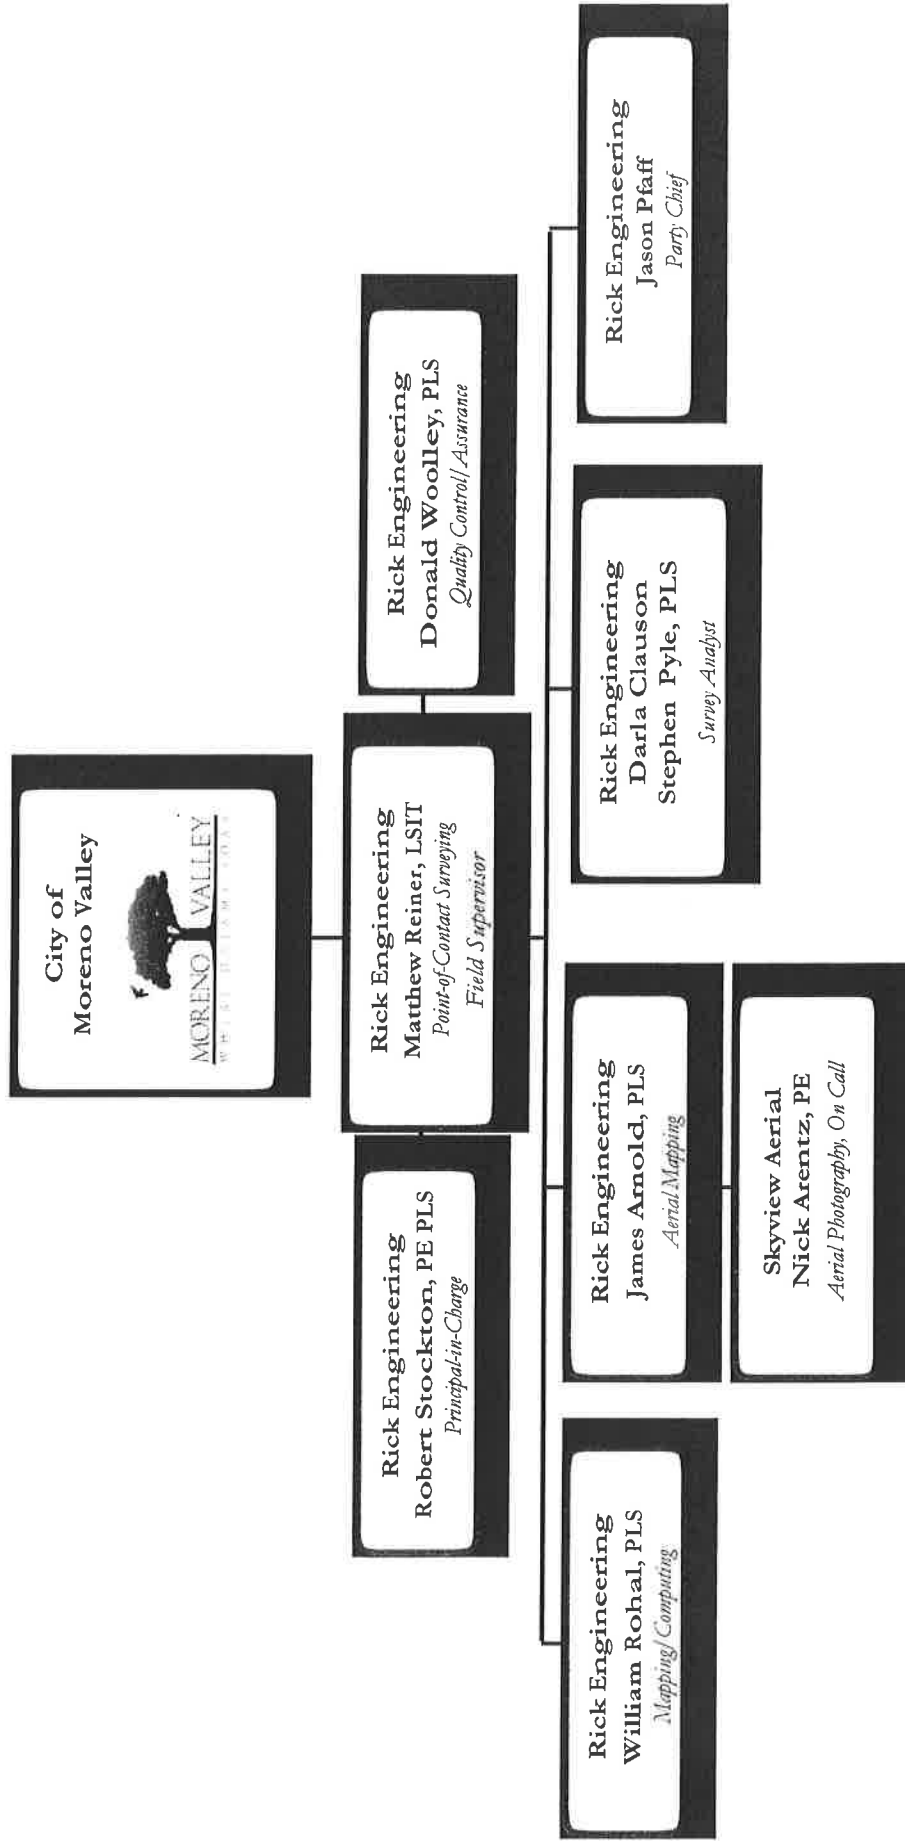 City of
Moreno Valley
MORENO VALLEY
Rick Engineering
Robert Stockton, PE PLS
Principal-in-Charge
Rick Engineering
Matthew Reiner, LSIT
Point-of-Contact Surveying
Field Supervisor
Rick Engineering
Donald Woolley, PLS
Quality Control/Assurance
Rick Engineering
William Rohal, PLS
Mapping/Computing
Rick Engineering
James Arnold, PLS
Aerial Mapping
Skyview Aerial
Nick Arentz, PE
Aerial Photography, On Call
Rick Engineering
Darla Clauson
Stephen Pyle, PLS
Survey Analyst
Rick Engineering
Jason Pfaff
Party Chief